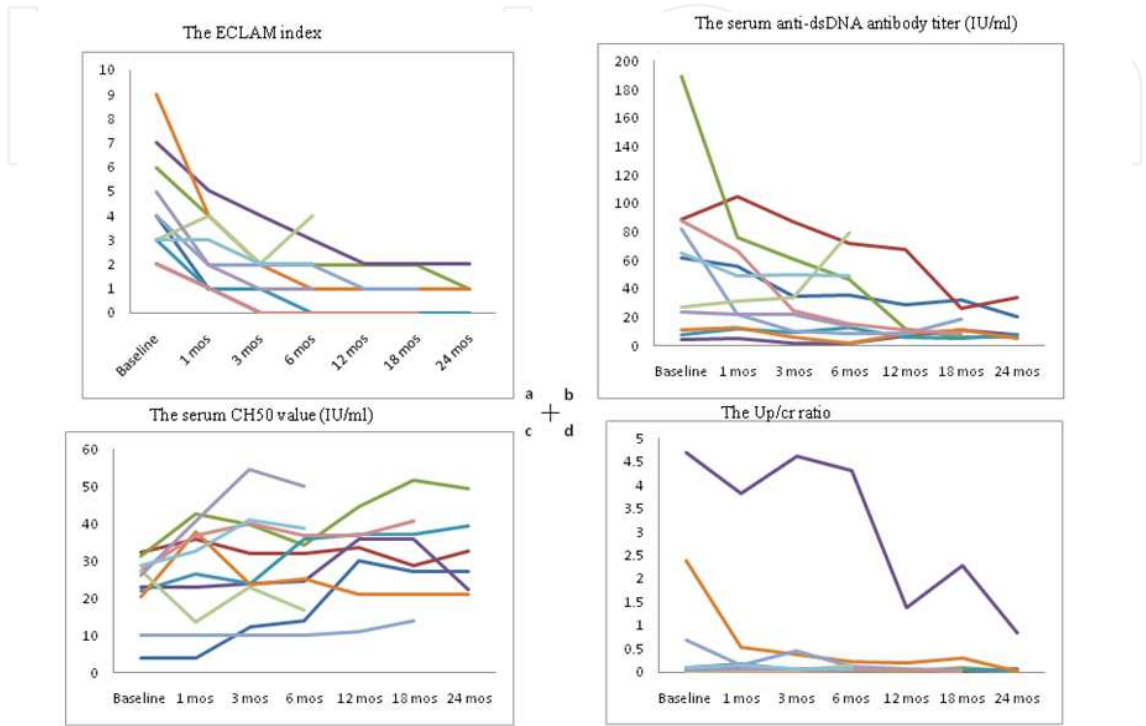 The ECLAM index
10
9
8
7
6
5
4
3
2
1
0
Baseline
1 mos
3 mos
6 mos
12 mos
18 mos
24 mos
The serum anti-dsDNA antibody titer (IU/ml)
200
180
160
140
120
100
80
60
40
20
0
Baseline 1 mos 3 mos 6 mos 12 mos 18 mos 24 mos
a b
c d
The serum CH50 value (IU/ml)
60
50
40
30
20
10
0
Baseline 1 mos 3 mos 6 mos 12 mos 18 mos 24 mos
The Up/cr ratio
5
4.5
4
3.5
3
2.5
2
1.5
1
0.5
0
Baseline 1 mos 3 mos 6 mos 12 mos 18 mos 24 mos